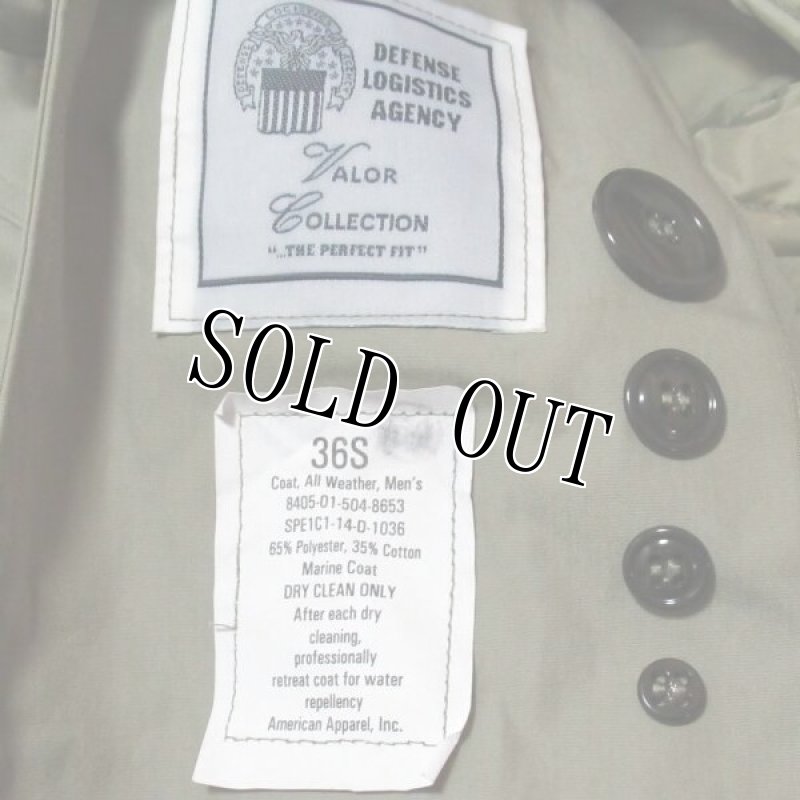 DEFENSE
LOGISTICS
AGENCY
VALOR
COLLECTION
"...THE PERFECT FIT"
SOLD OUT
36S
Coat, All Weather, Men's
8405-01-504-8653
SPE1C1-14-D-1036
65% Polyester, 35% Cotton
Marine Coat
DRY CLEAN ONLY
After each dry
cleaning,
professionally
retreat coat for water
repellency
American Apparel, Inc.